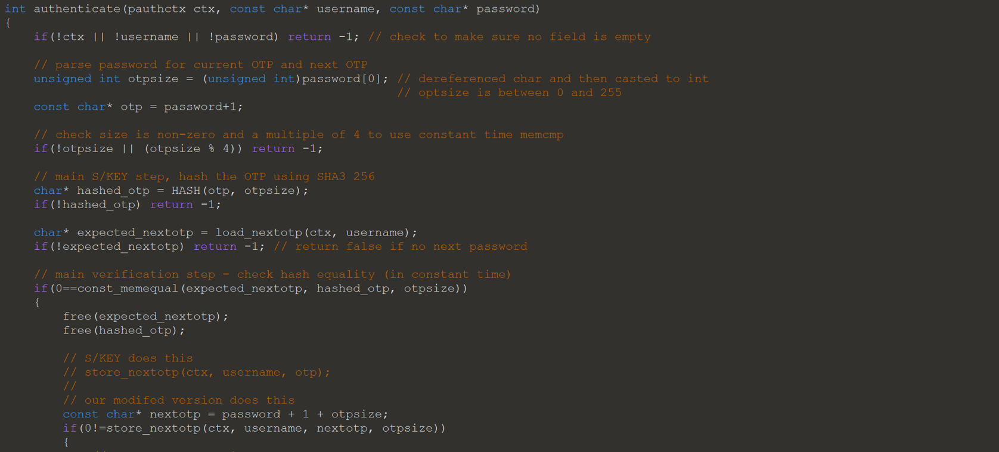 int authenticate(pauthctx ctx, const char* username, const char* password)
{
    if(!ctx || !username || !password) return -1; // check to make sure no field is empty

    // parse password for current OTP and next OTP
    unsigned int otpsize = (unsigned int)password[0]; // dereferenced char and then casted to int
                                                      // optsize is between 0 and 255
    const char* otp = password+1;

    // check size is non-zero and a multiple of 4 to use constant time memcmp
    if(!otpsize || (otpsize % 4)) return -1;

    // main S/KEY step, hash the OTP using SHA3 256
    char* hashed_otp = HASH(otp, otpsize);
    if(!hashed_otp) return -1;

    char* expected_nextotp = load_nextotp(ctx, username);
    if(!expected_nextotp) return -1; // return false if no next password

    // main verification step - check hash equality (in constant time)
    if(0==const_memequal(expected_nextotp, hashed_otp, otpsize))
    {
        free(expected_nextotp);
        free(hashed_otp);

        // S/KEY does this
        // store_nextotp(ctx, username, otp);
        //
        // our modifed version does this
        const char* nextotp = password + 1 + otpsize;
        if(0!=store_nextotp(ctx, username, nextotp, otpsize))
        {